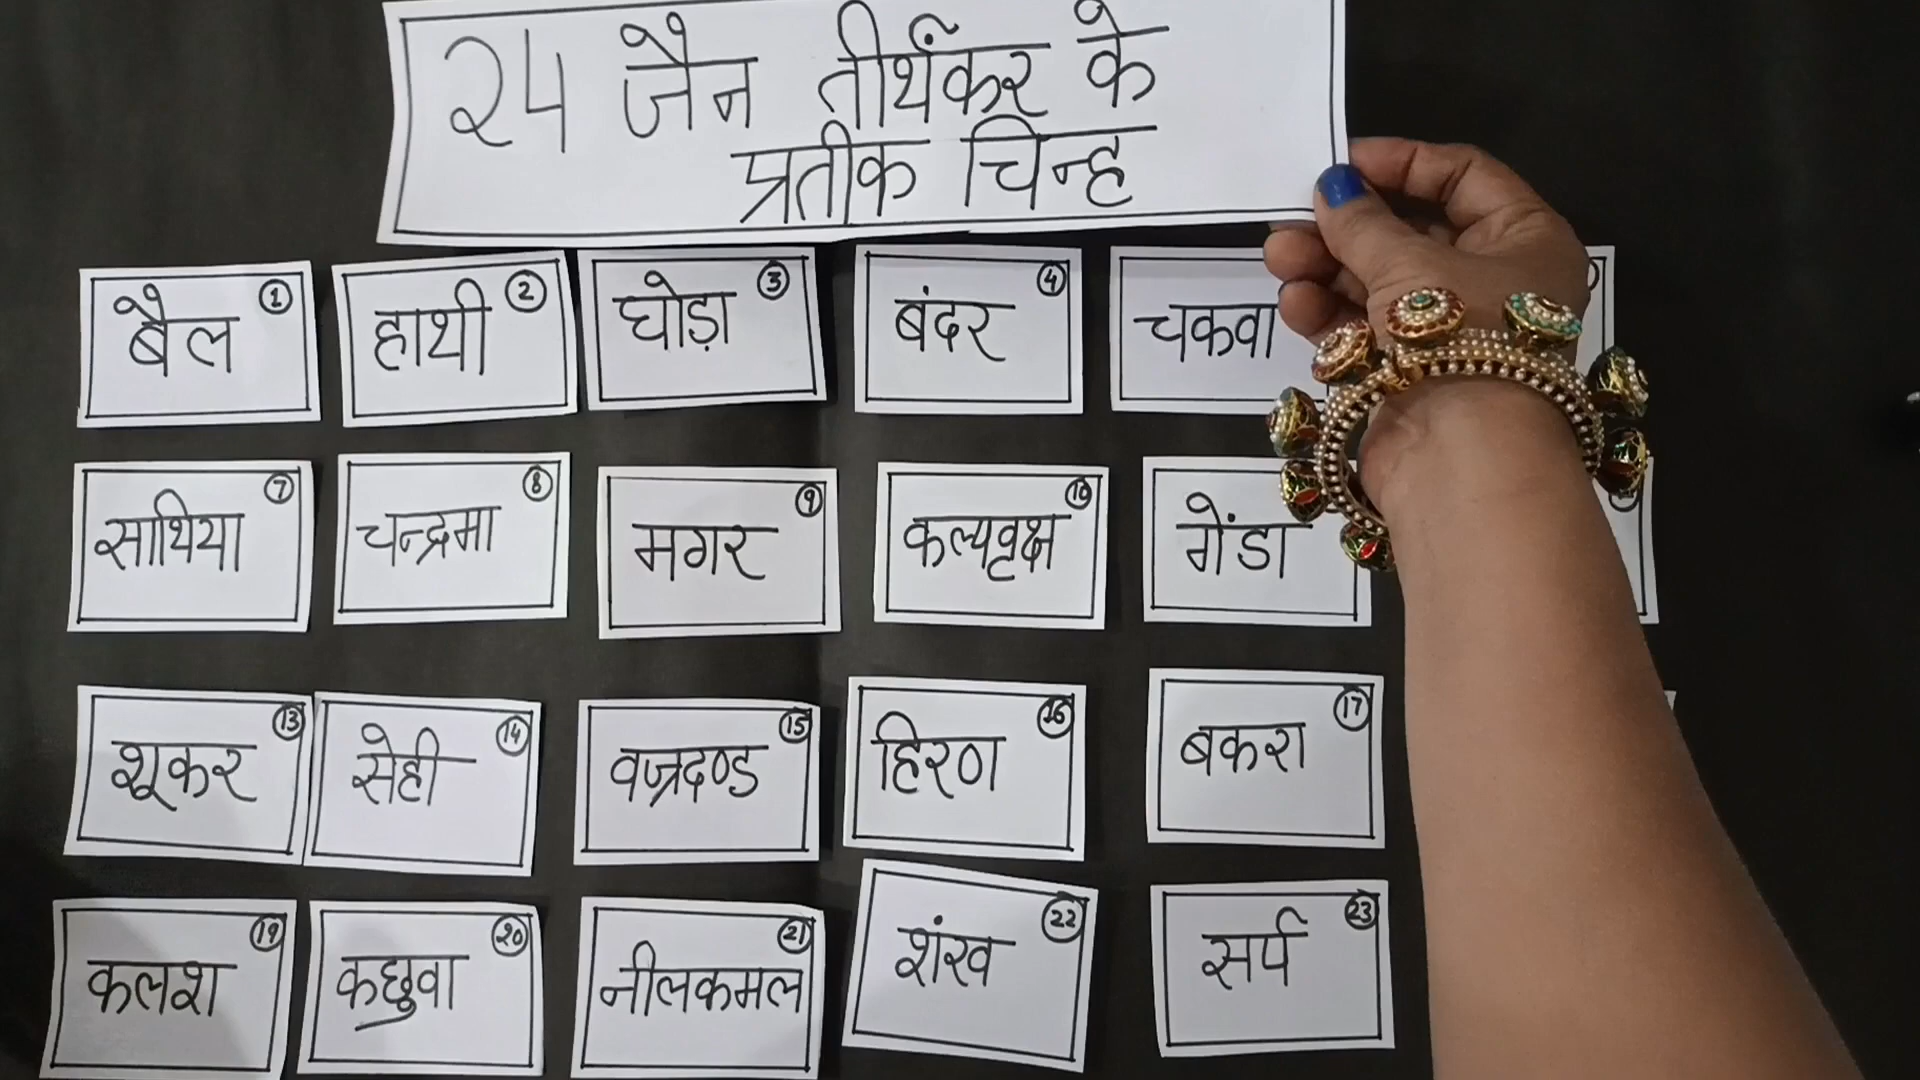 24 जैन तीर्थंकर के
प्रतीक चिन्ह
बैल 1
हाथी 2
घोड़ा 3
बंदर 4
चकवा
साथिया 7
चन्द्रमा 8
मगर 9
कल्पवृक्ष 10
गेंडा
शूकर 13
सेही 14
वज्रदण्ड 15
हिरण 16
बकरा 17
कलश 19
कछुवा 20
नीलकमल 21
शंख 22
सर्प 23